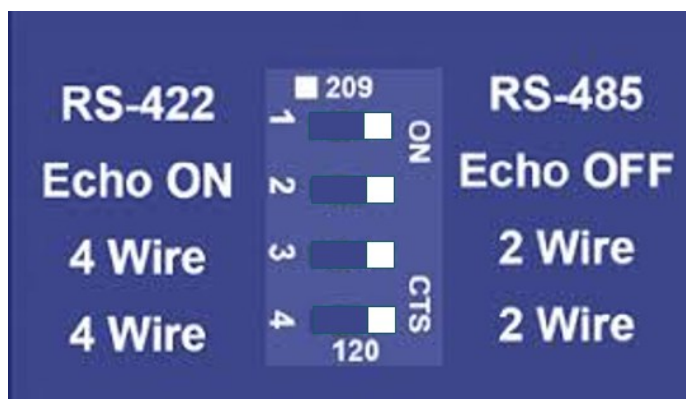 209
RS-422 1 ON RS-485
Echo ON 2 Echo OFF
4 Wire 3 2 Wire
4 Wire 4 CTS 2 Wire
120